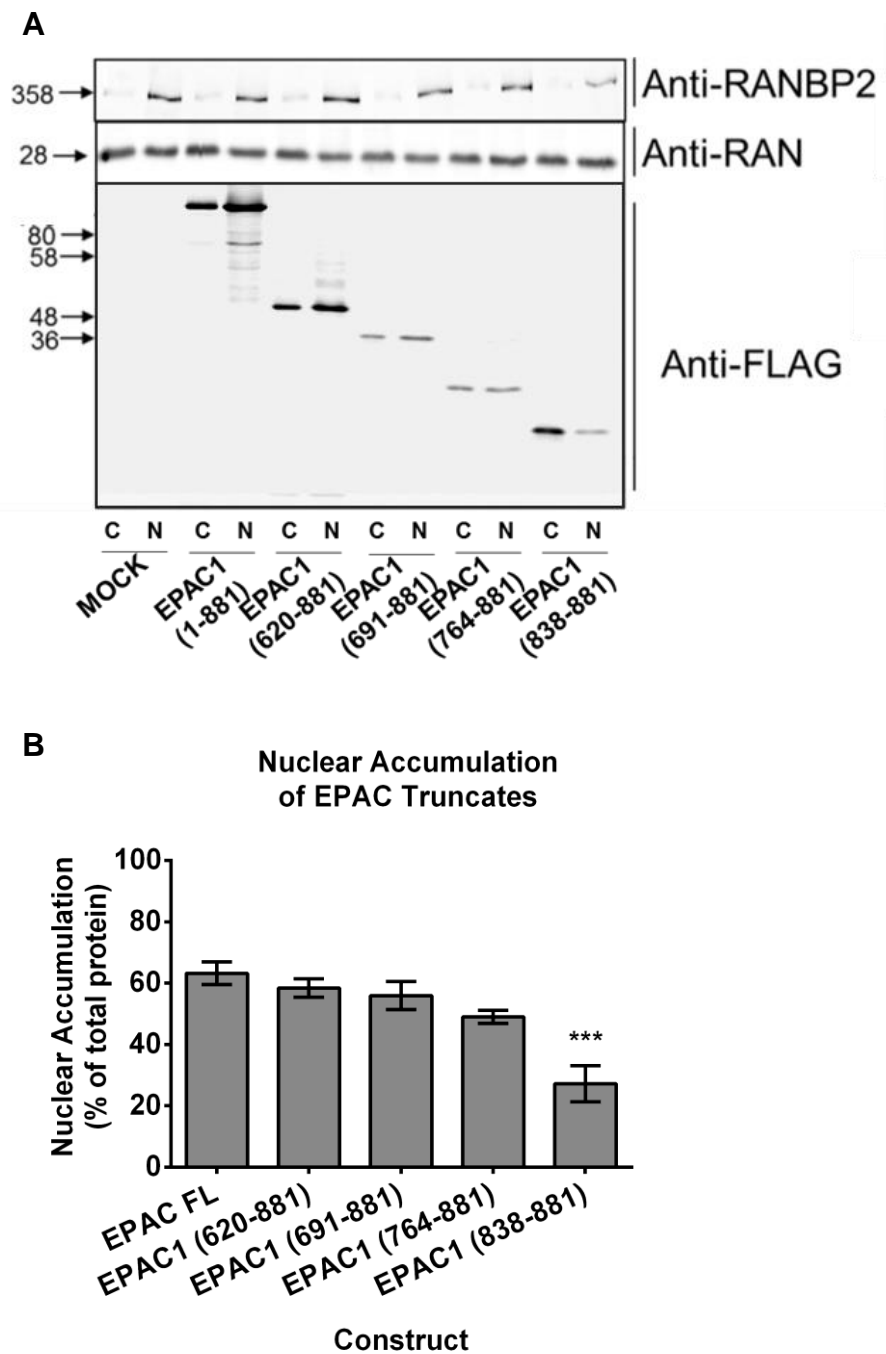 A
358
Anti-RANBP2
28
Anti-RAN
80
58
48
36
Anti-FLAG
C N C N C N C N C N C N
MOCK
EPAC1
(1-881)
EPAC1
(620-881)
EPAC1
(691-881)
EPAC1
(764-881)
EPAC1
(838-881)
B
Nuclear Accumulation
of EPAC Truncates
Nuclear Accumulation
(% of total protein)
100
80
60
40
20
0
***
EPAC FL
EPAC1 (620-881)
EPAC1 (691-881)
EPAC1 (764-881)
EPAC1 (838-881)
Construct